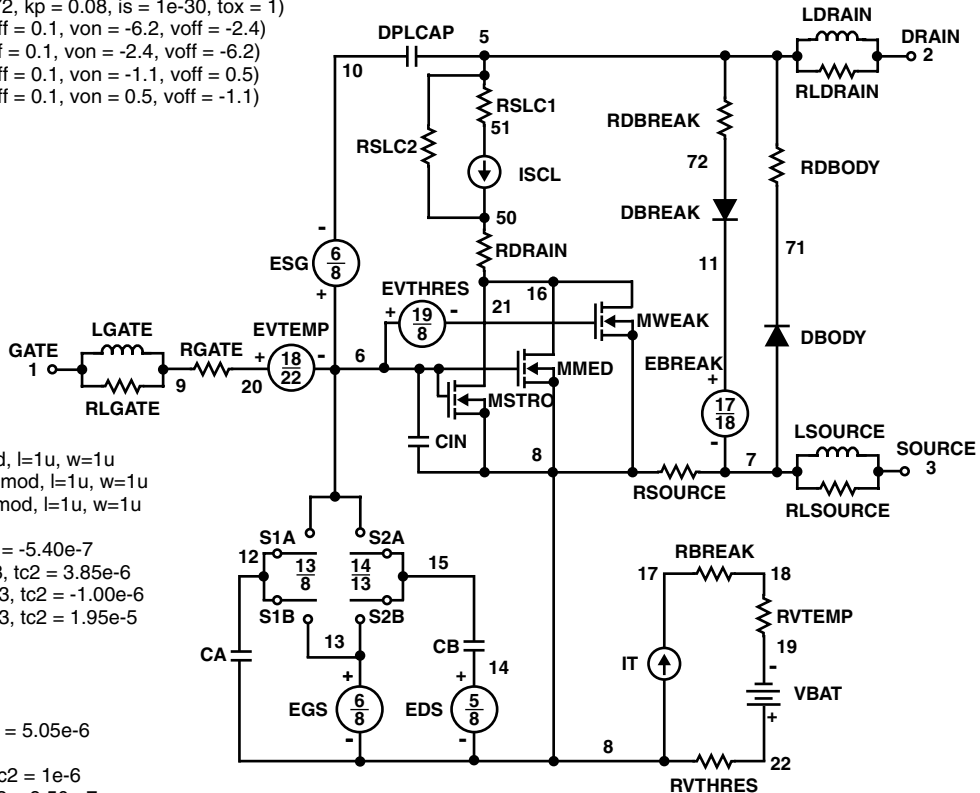 72, kp = 0.08, is = 1e-30, tox = 1)
ff = 0.1, von = -6.2, voff = -2.4)
f = 0.1, von = -2.4, voff = -6.2)
ff = 0.1, von = -1.1, voff = 0.5)
ff = 0.1, von = 0.5, voff = -1.1)
LDRAIN
DPLCAP
5
DRAIN
2
10
RLDRAIN
RSLC1
51
RDBREAK
RSLC2
72
RDBODY
ISCL
50
DBREAK
RDRAIN
71
11
ESG
6
8
-
+
EVTHRES
16
21
+
19
8
-
MWEAK
LGATE
GATE
1
RGATE
EVTEMP
+
18
22
-
6
MMED
EBREAK
DBODY
9
20
RLGATE
MSTRO
+
17
18
-
CIN
8
7
LSOURCE
SOURCE
3
RSOURCE
RLSOURCE
d, l=1u, w=1u
mod, l=1u, w=1u
mod, l=1u, w=1u
= -5.40e-7
3, tc2 = 3.85e-6
3, tc2 = -1.00e-6
3, tc2 = 1.95e-5
S1A
S2A
12
13
8
14
13
15
S1B
S2B
13
CA
CB
14
+
+
EGS
6
8
-
EDS
5
8
-
RBREAK
17
18
RVTEMP
19
IT
-
VBAT
+
8
22
RVTHRES
= 5.05e-6